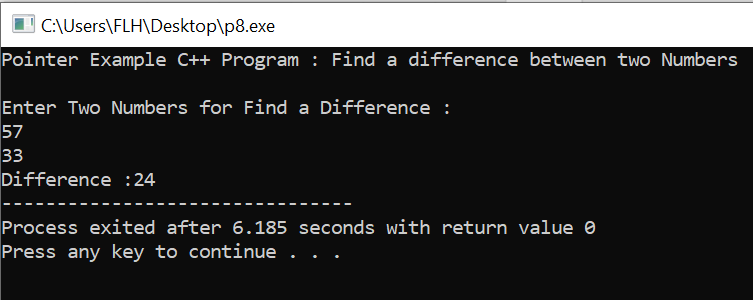 C:\Users\FLH\Desktop\p8.exe
Pointer Example C++ Program : Find a difference between two Numbers
Enter Two Numbers for Find a Difference :
57
33
Difference :24
--------------------------------
Process exited after 6.185 seconds with return value 0
Press any key to continue . . .